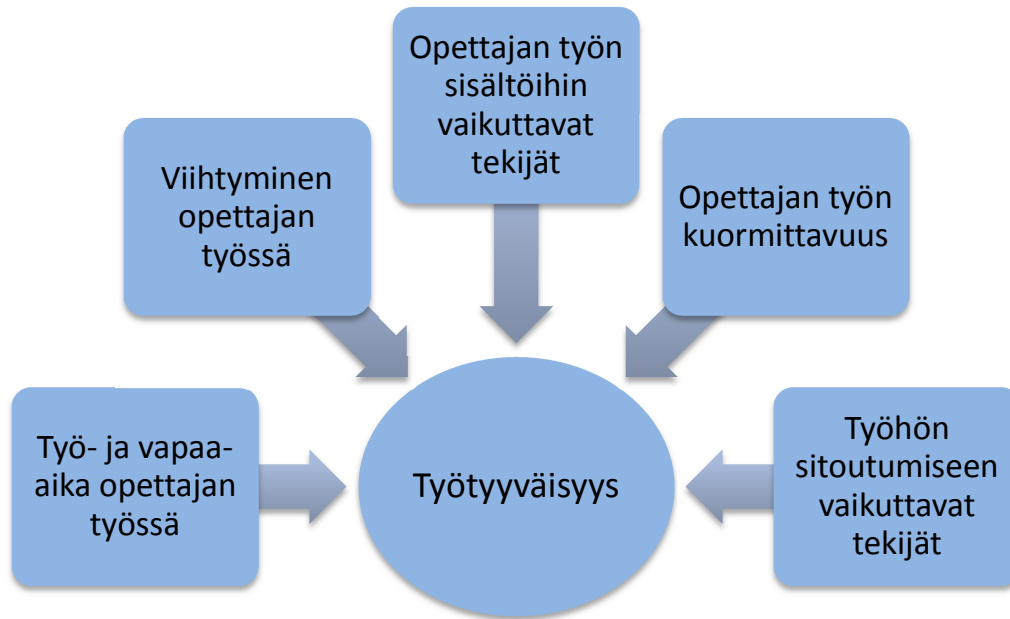 Opettajan työn
sisältöihin
vaikuttavat
tekijät
Viihtyminen
opettajan
työssä
Opettajan työn
kuormittavuus
Työ- ja vapaa-
aika opettajan
työssä
Työtyyväisyys
Työhön
sitoutumiseen
vaikuttavat
tekijät